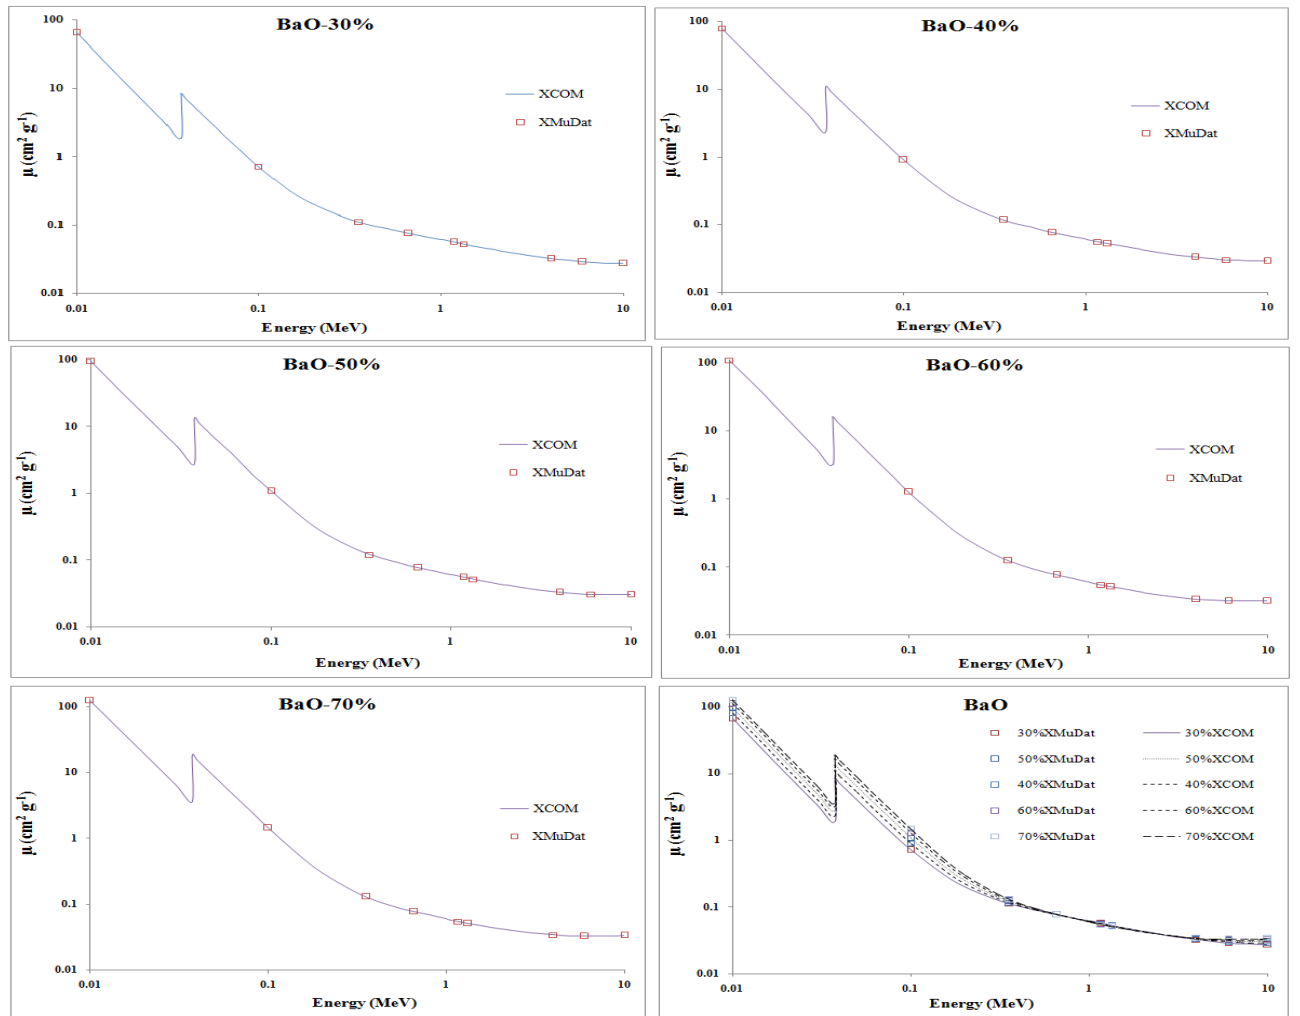 BaO-30%
100
10
1
0.1
0.01
0.01
0.1
1
10
μ (cm² g⁻¹)
Energy (MeV)
XCOM
XMuDat
BaO-40%
100
10
1
0.1
0.01
0.01
0.1
1
10
μ (cm² g⁻¹)
Energy (MeV)
XCOM
XMuDat
BaO-50%
100
10
1
0.1
0.01
0.01
0.1
1
10
μ (cm² g⁻¹)
Energy (MeV)
XCOM
XMuDat
BaO-60%
100
10
1
0.1
0.01
0.01
0.1
1
10
μ (cm² g⁻¹)
Energy (MeV)
XCOM
XMuDat
BaO-70%
100
10
1
0.1
0.01
0.01
0.1
1
10
μ (cm² g⁻¹)
Energy (MeV)
XCOM
XMuDat
BaO
100
10
1
0.1
0.01
0.01
0.1
1
10
μ (cm² g⁻¹)
Energy (MeV)
30%XMuDat 30%XCOM
50%XMuDat 50%XCOM
40%XMuDat 40%XCOM
60%XMuDat 60%XCOM
70%XMuDat 70%XCOM